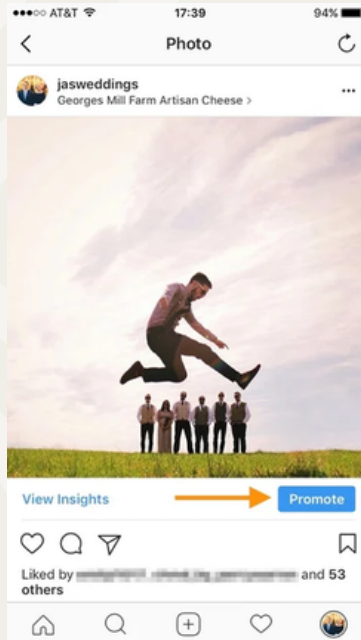 AT&T 17:39 94%
Photo
jasweddings
Georges Mill Farm Artisan Cheese >
View Insights Promote
Liked by and 53
others